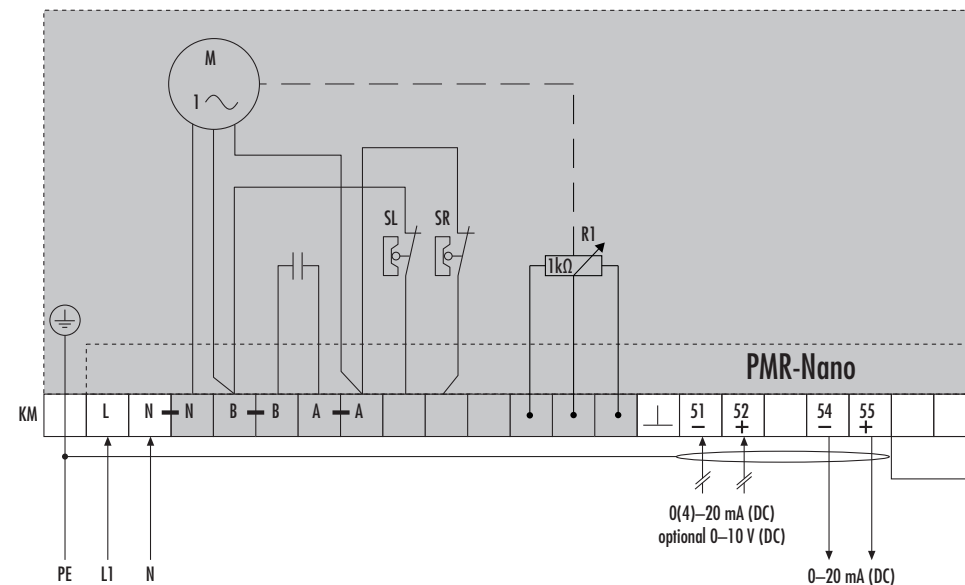 M
1
SL SR
R1
1kΩ
PMR-Nano
KM L N N B B A A ⊥ 51 52 54 55
– + – +
0(4)–20 mA (DC)
optional 0–10 V (DC)
PE L1 N 0–20 mA (DC)